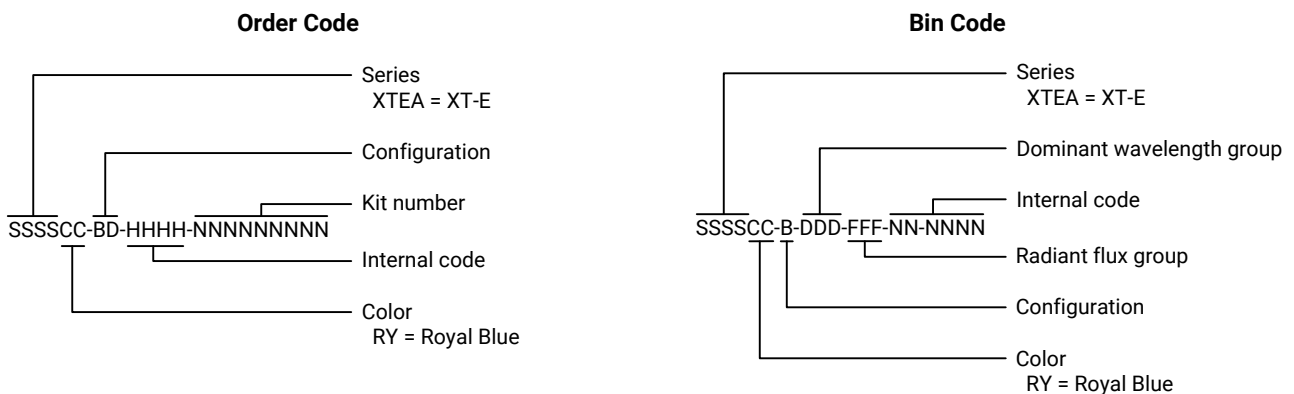 Order Code
Series
XTEA = XT-E
Configuration
Kit number
SSSSCC-BD-HHHH-NNNNNNNNNN
Internal code
Color
RY = Royal Blue
Bin Code
Series
XTEA = XT-E
Dominant wavelength group
Internal code
SSSSCC-B-DDD-FFF-NN-NNNN
Radiant flux group
Configuration
Color
RY = Royal Blue